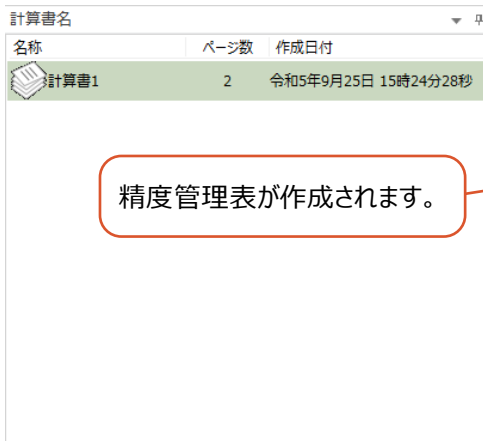 計算書名
名称 ページ数 作成日付
計算書1 2 令和5年9月25日 15時24分28秒
精度管理表が作成されます。